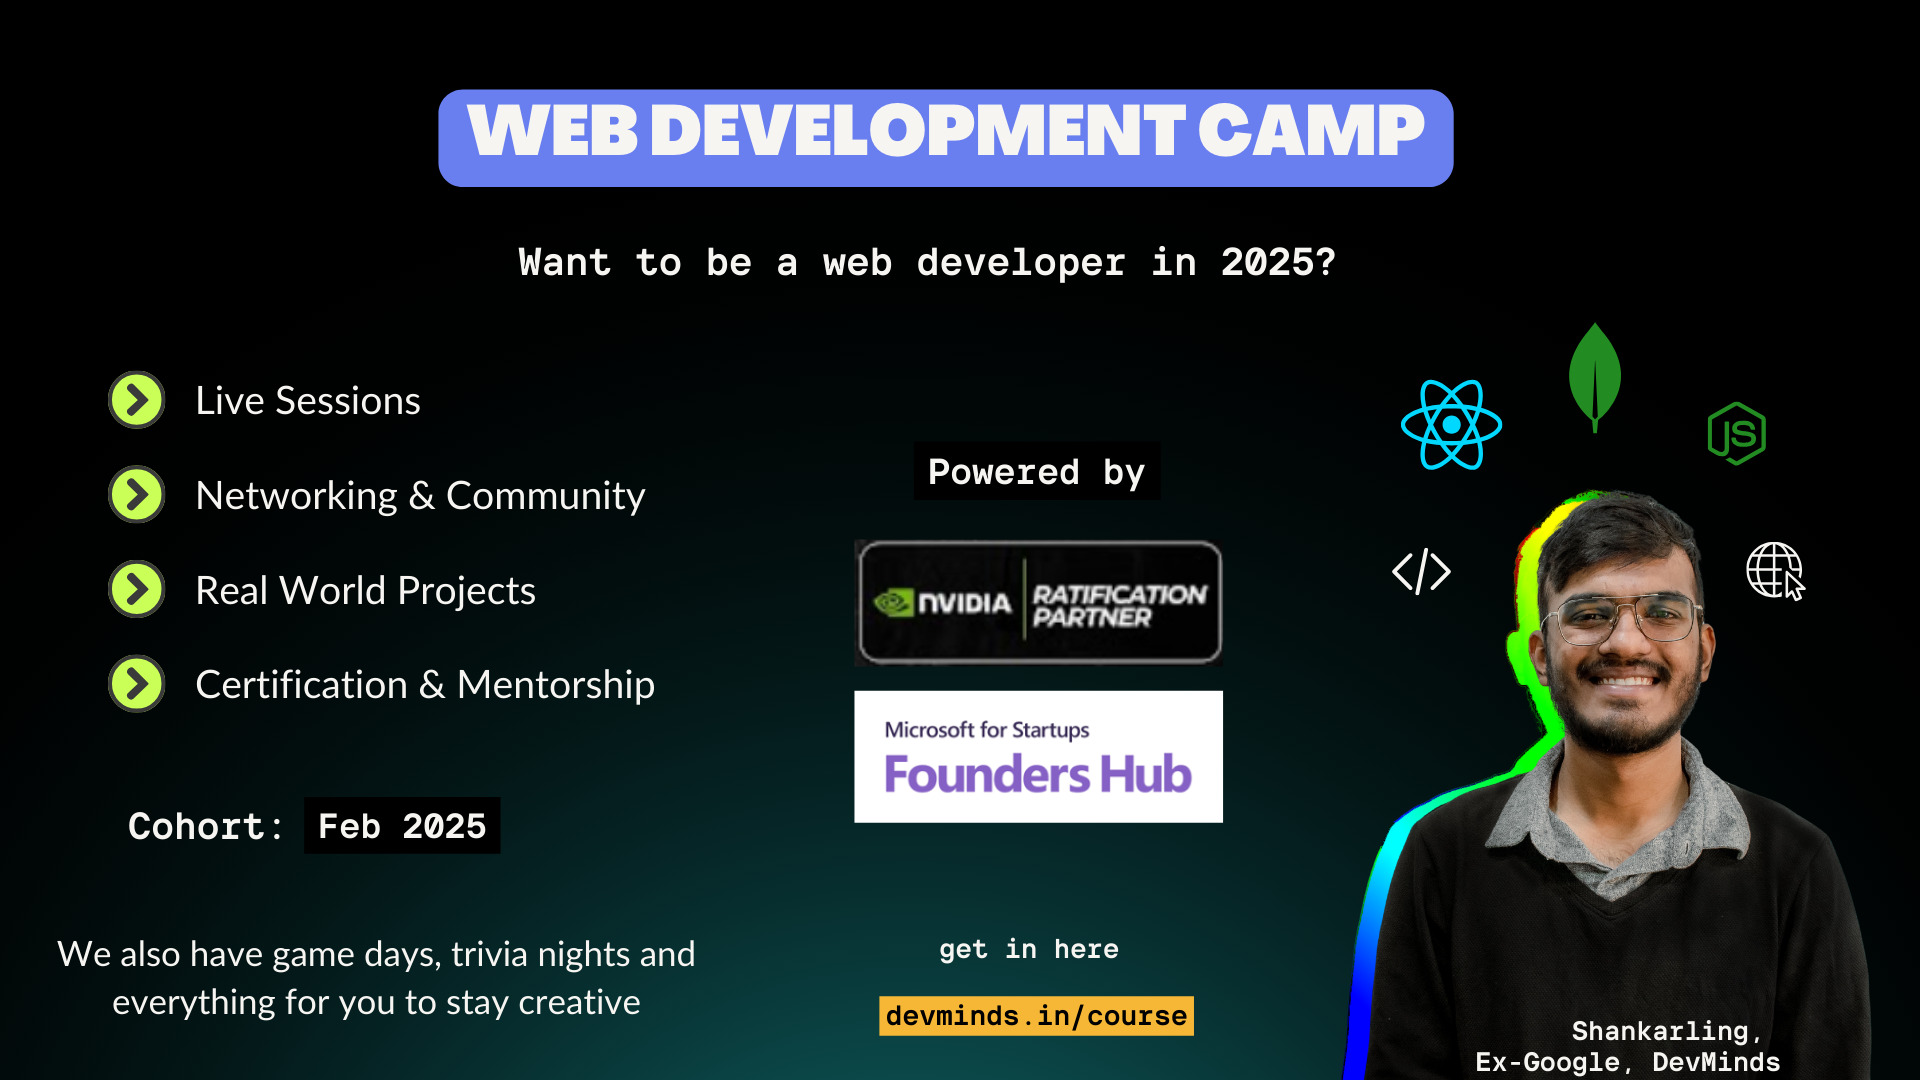 WEB DEVELOPMENT CAMP
Want to be a web developer in 2025?
Live Sessions
Networking & Community
Real World Projects
Certification & Mentorship
Cohort: Feb 2025
We also have game days, trivia nights and
everything for you to stay creative
Powered by
NVIDIA
RATIFICATION
PARTNER
Microsoft for Startups
Founders Hub
get in here
devminds.in/course
JS
Shankarling,
Ex-Google, DevMinds